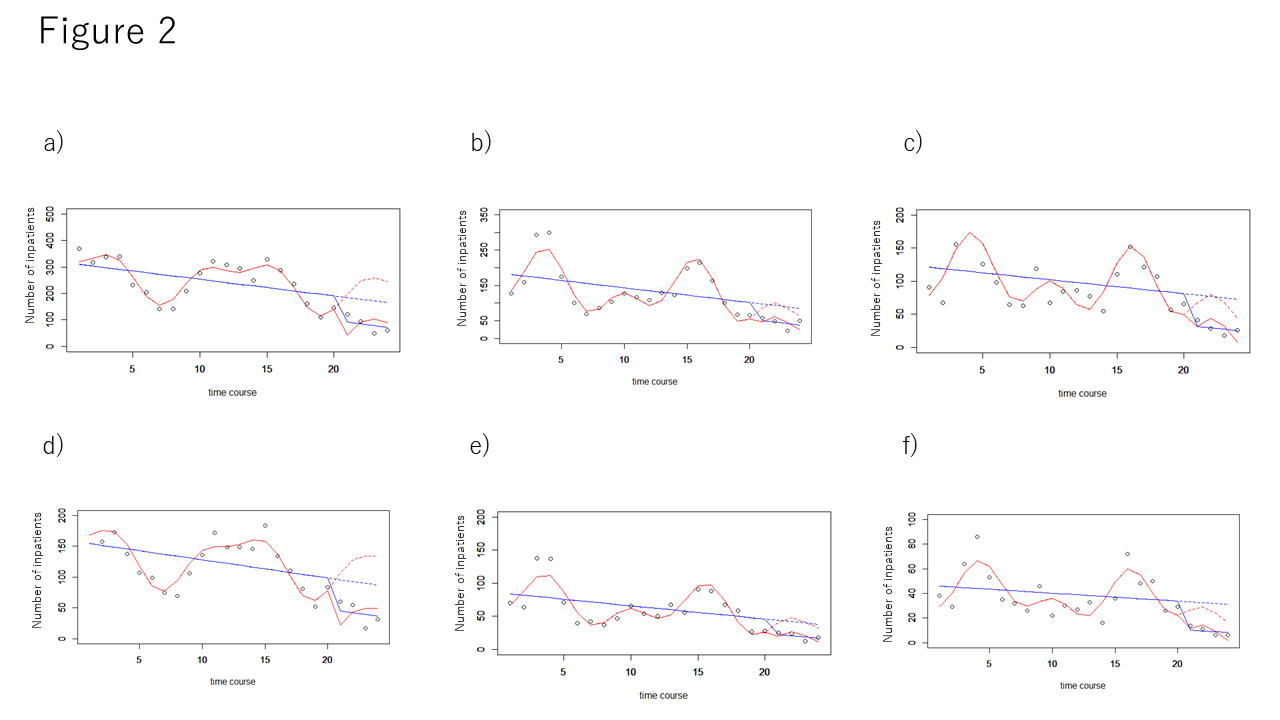 Figure 2
a)
b)
c)
Number of inpatients
0 100 200 300 400 500
5 10 15 20
time course
Number of inpatients
0 50 150 250 350
5 10 15 20
time course
Number of inpatients
0 50 100 150 200
5 10 15 20
time course
d)
e)
f)
Number of inpatients
0 50 100 150 200
5 10 15 20
time course
Number of inpatients
0 50 100 150 200
5 10 15 20
time course
Number of inpatients
0 20 40 60 80 100
5 10 15 20
time course